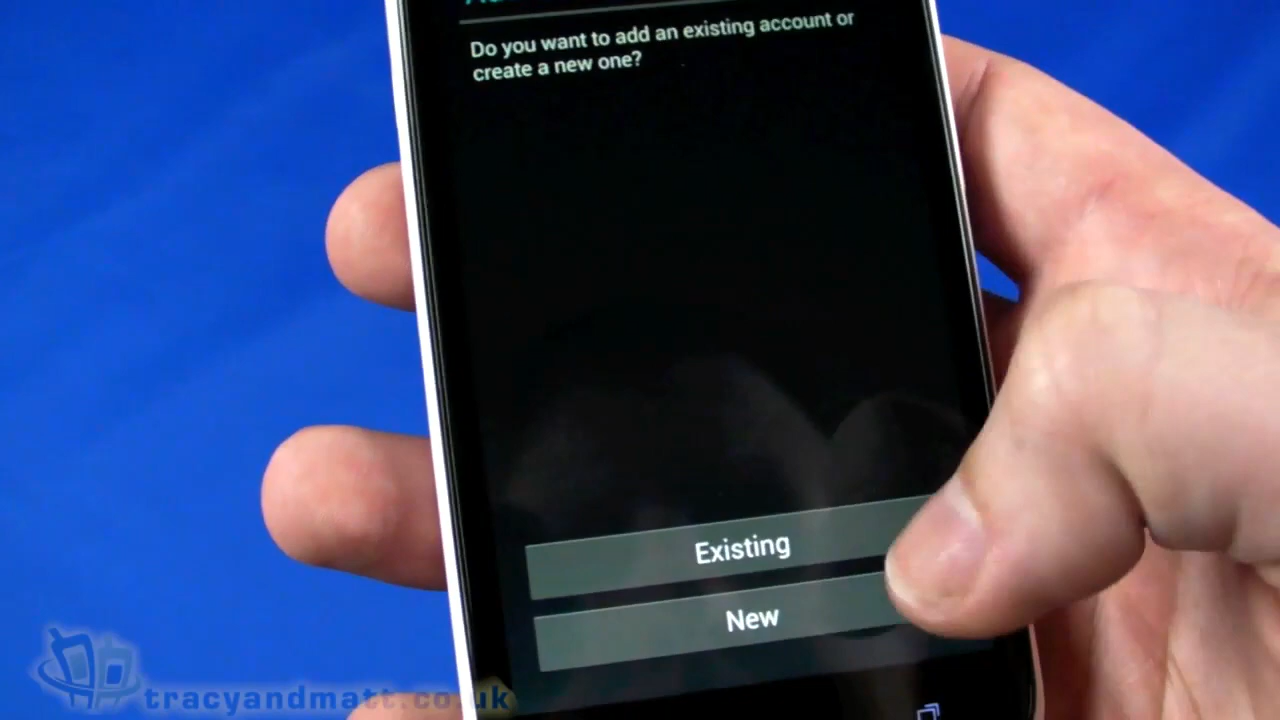 Do you want to add an existing account or
create a new one?
Existing
New
tracyandmatt.co.uk